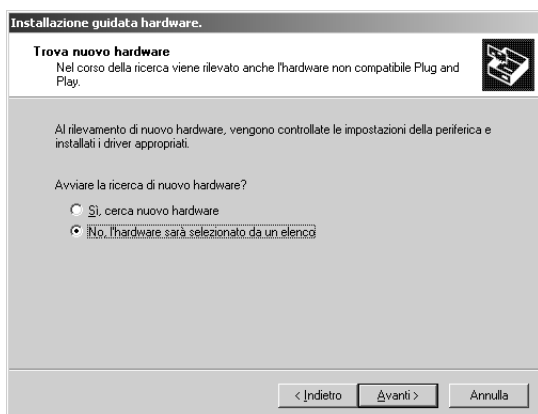 Installazione guidata hardware.
Trova nuovo hardware
Nel corso della ricerca viene rilevato anche l'hardware non compatibile Plug and
Play.
Al rilevamento di nuovo hardware, vengono controllate le impostazioni della periferica e
installati i driver appropriati.
Avviare la ricerca di nuovo hardware?
Sì, cerca nuovo hardware
No, l'hardware sarà selezionato da un elenco
< Indietro
Avanti >
Annulla